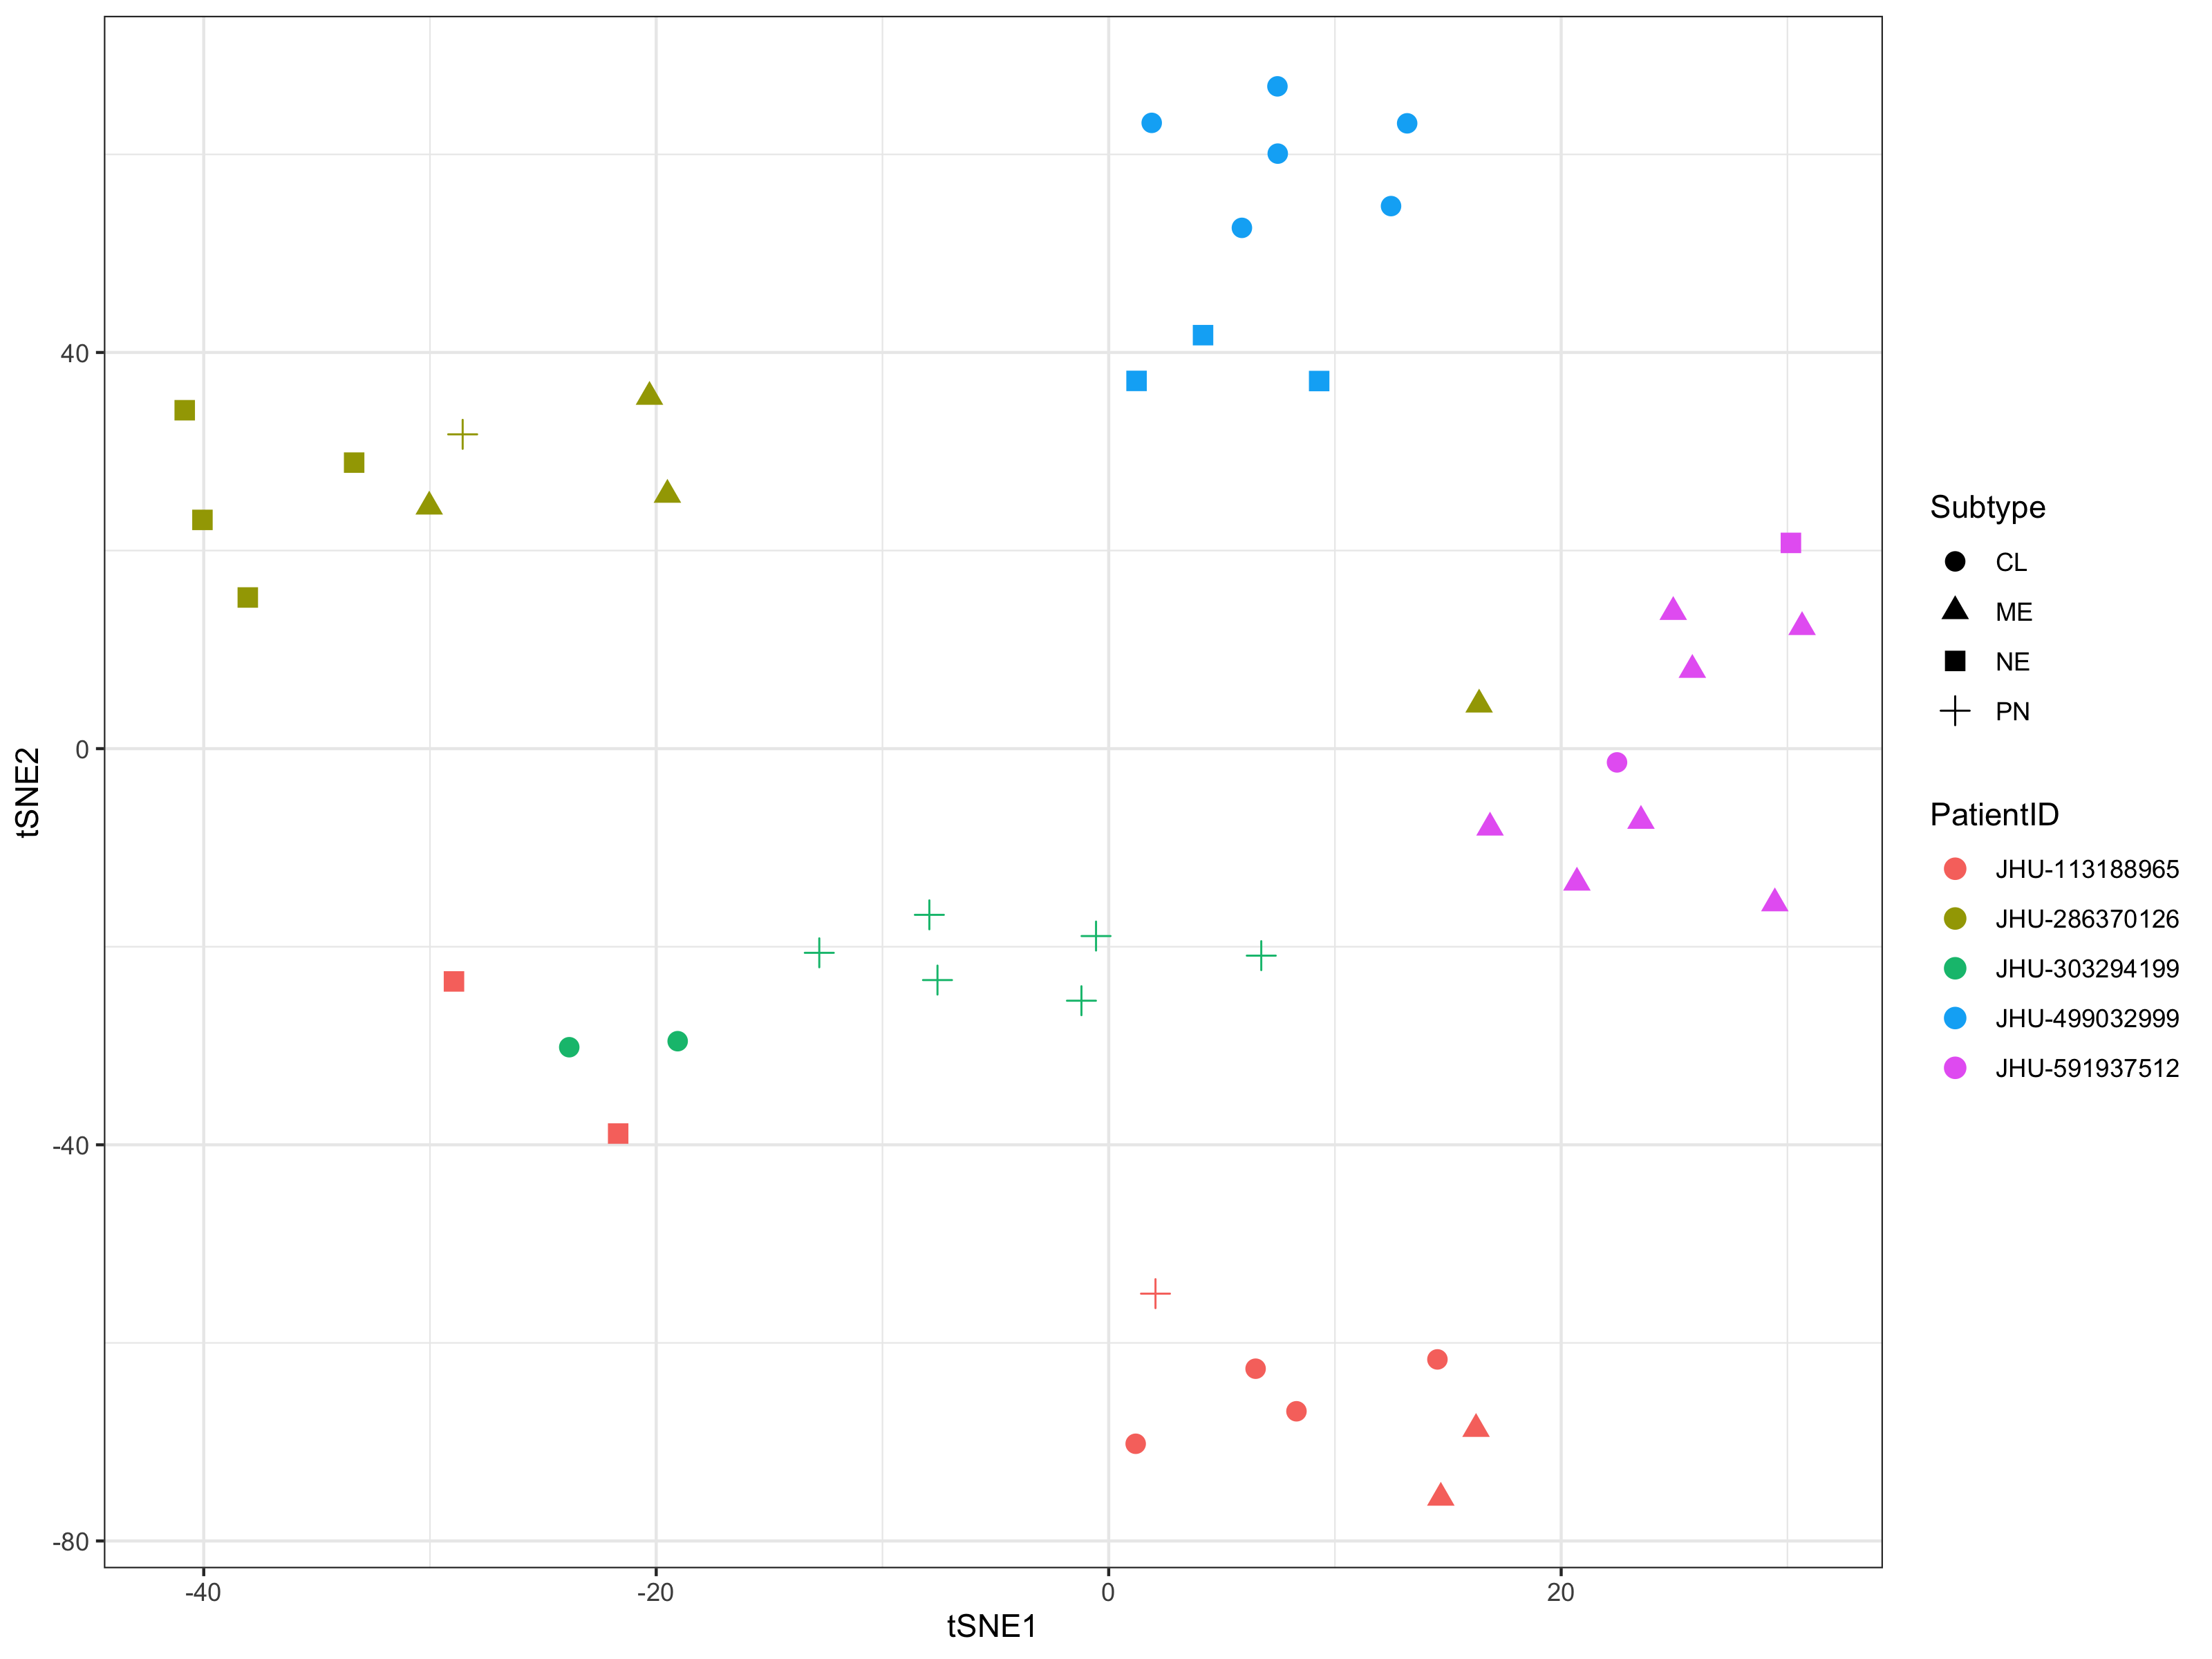 40
0
-40
-80
tSNE2
-40
-20
0
20
tSNE1
Subtype
CL
ME
NE
PN
PatientID
JHU-113188965
JHU-286370126
JHU-303294199
JHU-499032999
JHU-591937512